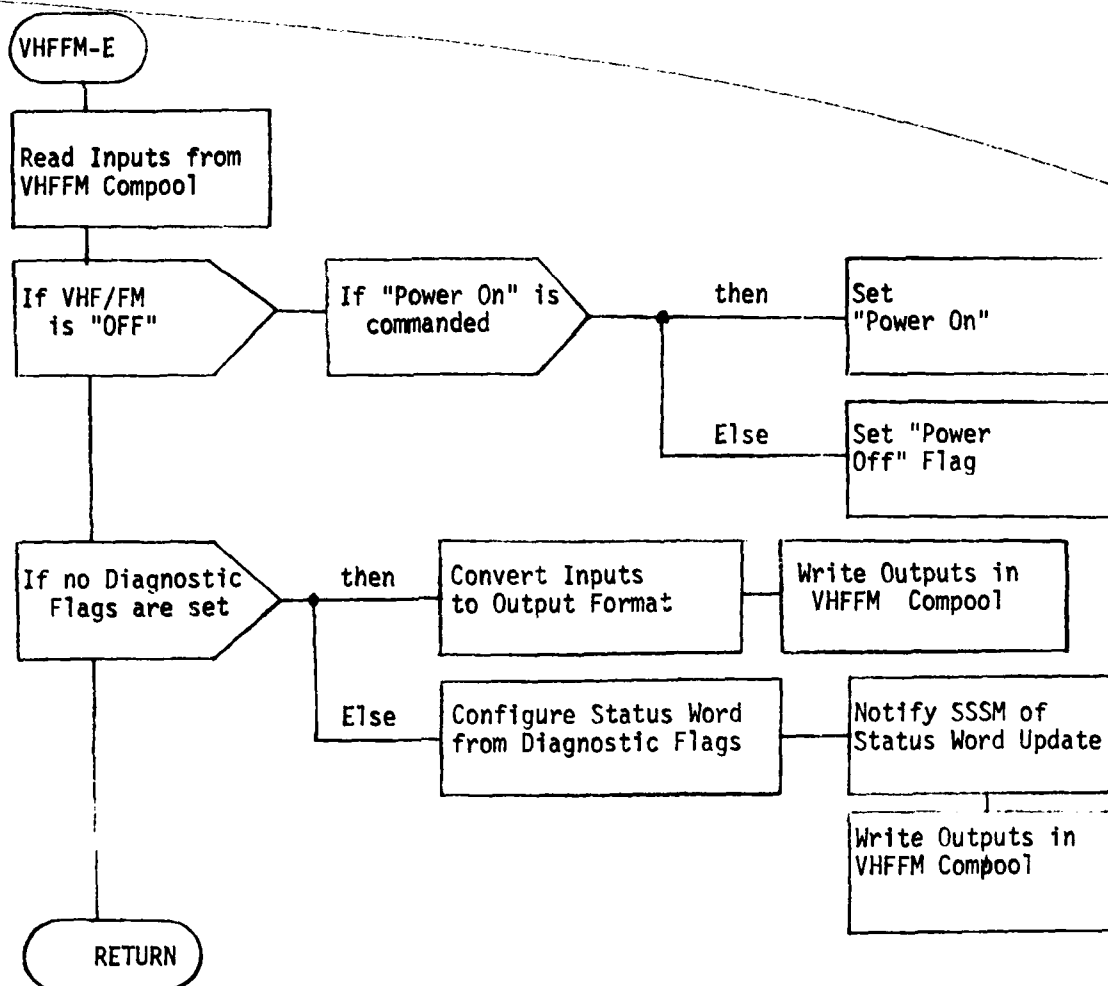 VHFFM-E
Read Inputs from
VHFFM Compool
If VHF/FM
is "OFF"
If "Power On" is
commanded
then
Set
"Power On"
Else
Set "Power
Off" Flag
If no Diagnostic
Flags are set
then
Convert Inputs
to Output Format
Write Outputs in
VHFFM Compool
Else
Configure Status Word
from Diagnostic Flags
Notify SSSM of
Status Word Update
Write Outputs in
VHFFM Compool
RETURN